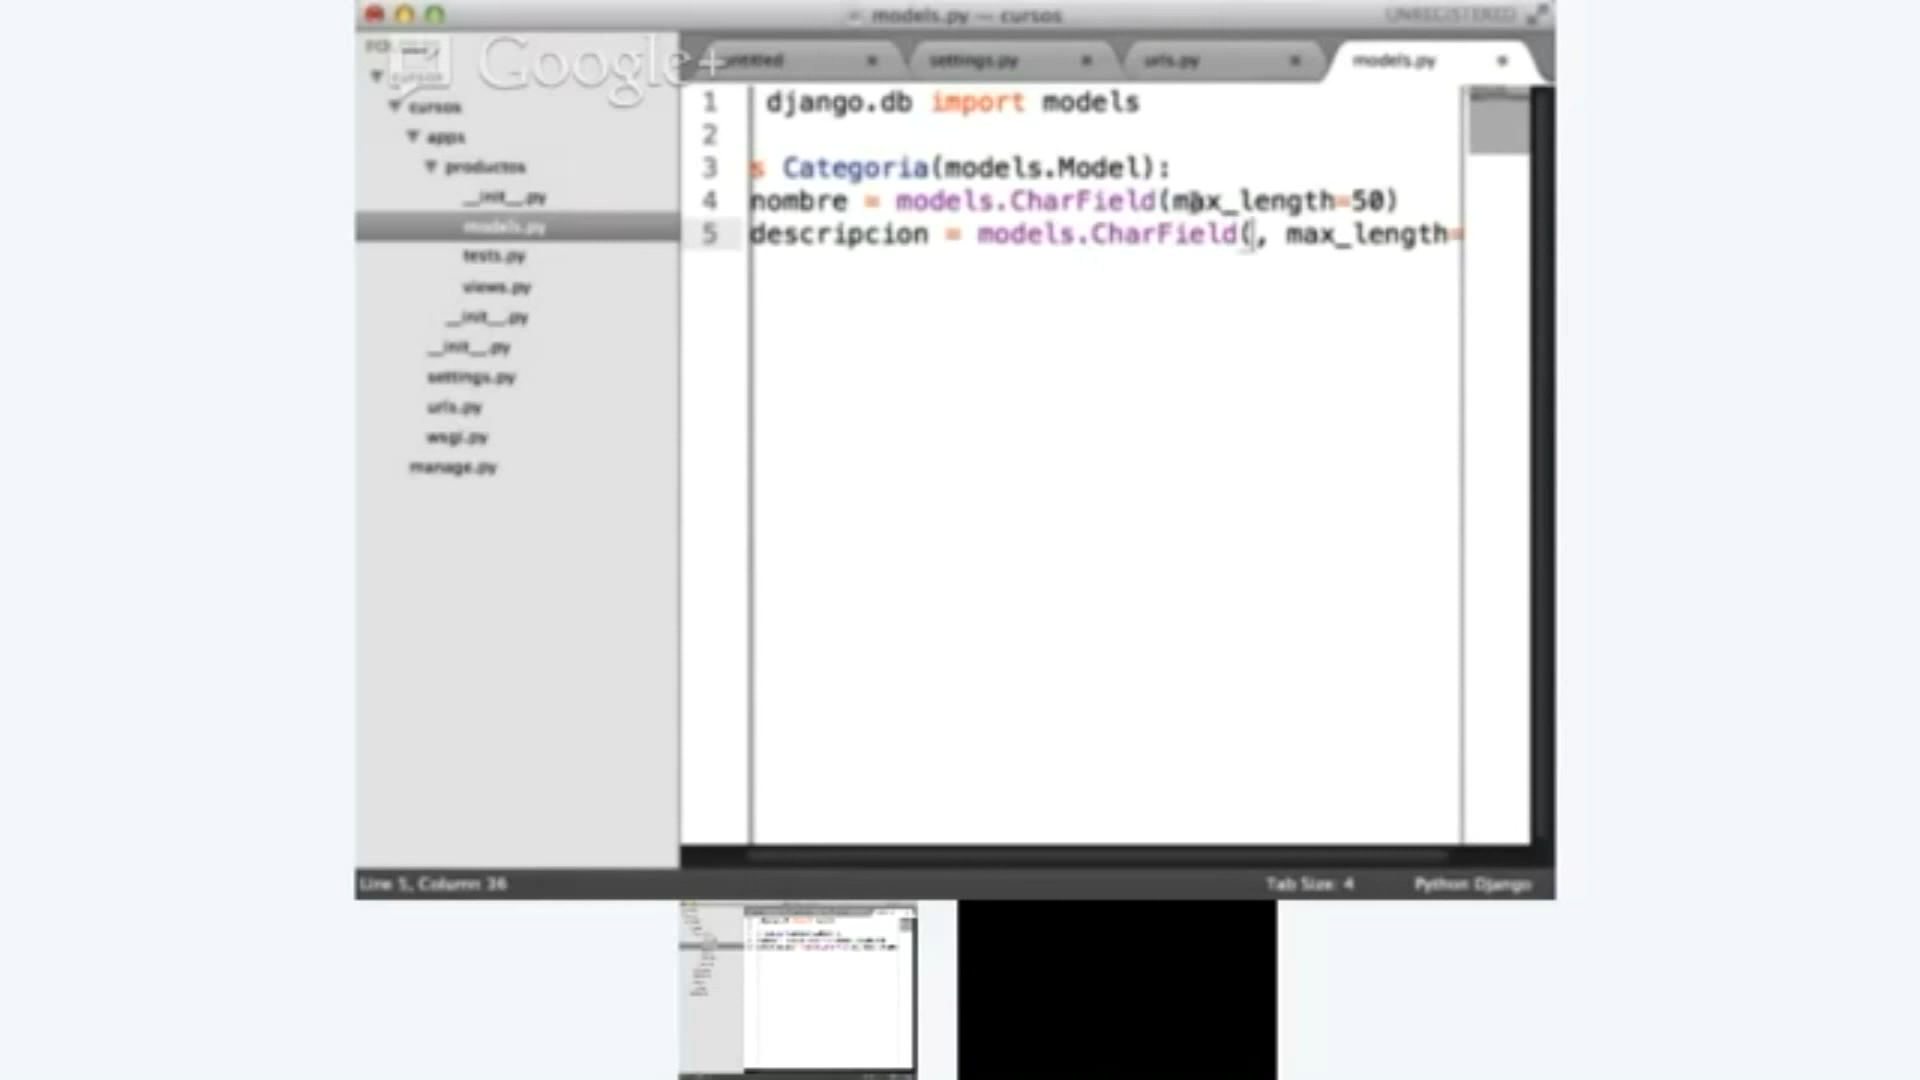 models.py — cursos
UNREGISTERED
Google+
untitled
settings.py
urls.py
models.py
cursos
cursos
apps
productos
__init__.py
models.py
tests.py
views.py
__init__.py
__init__.py
settings.py
urls.py
wsgi.py
manage.py
1 django.db import models
2
3 s Categoria(models.Model):
4 nombre = models.CharField(max_length=50)
5 descripcion = models.CharField(, max_length=
Line 5, Column 36
Tab Size: 4
Python Django